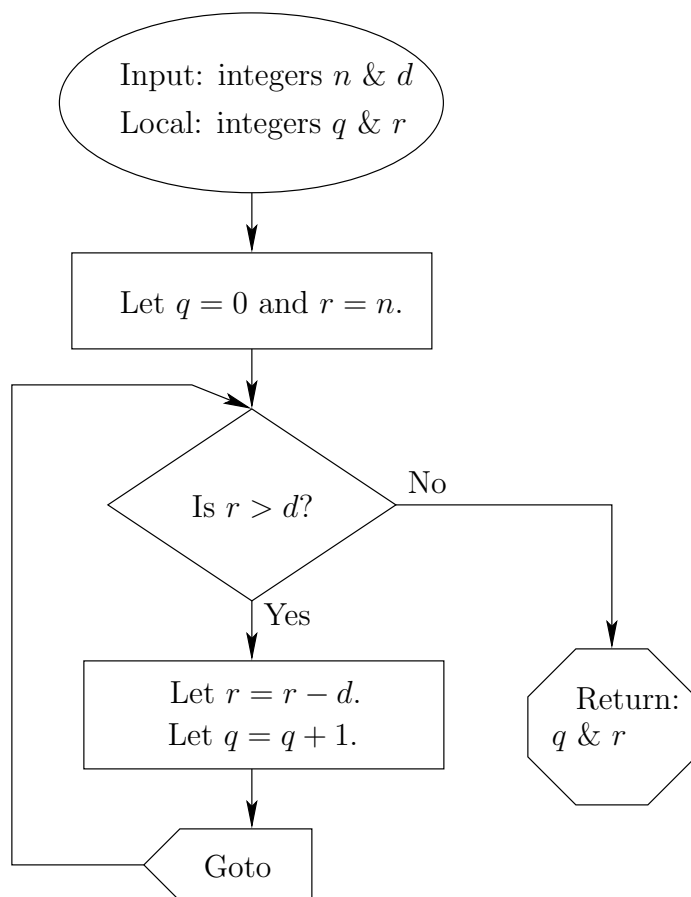 Input: integers n & d
Local: integers q & r
Let q = 0 and r = n.
Is r > d?
No
Yes
Let r = r − d.
Let q = q + 1.
Return:
q & r
Goto